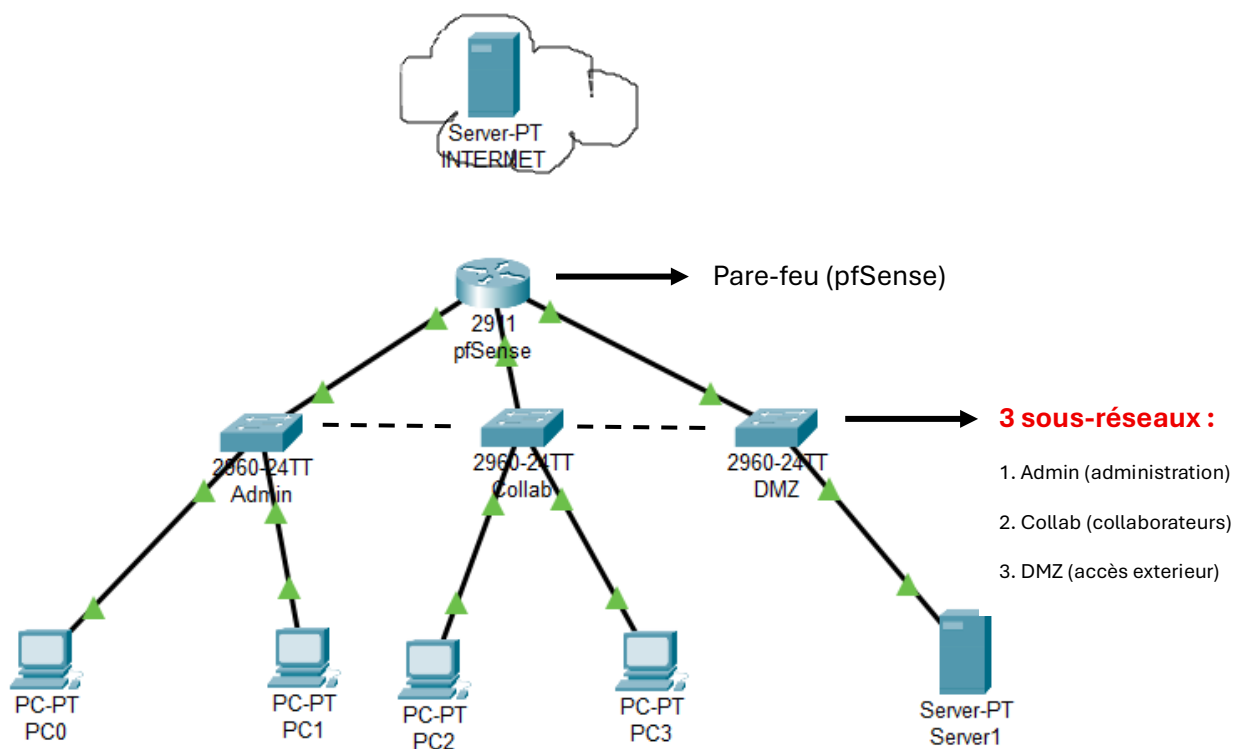 Server-PT
INTERNET
Pare-feu (pfSense)
2911
pfSense
3 sous-réseaux :
2960-24TT
Admin
2960-24TT
Collab
2960-24TT
DMZ
1. Admin (administration)
2. Collab (collaborateurs)
3. DMZ (accès exterieur)
PC-PT
PC0
PC-PT
PC1
PC-PT
PC2
PC-PT
PC3
Server-PT
Server1